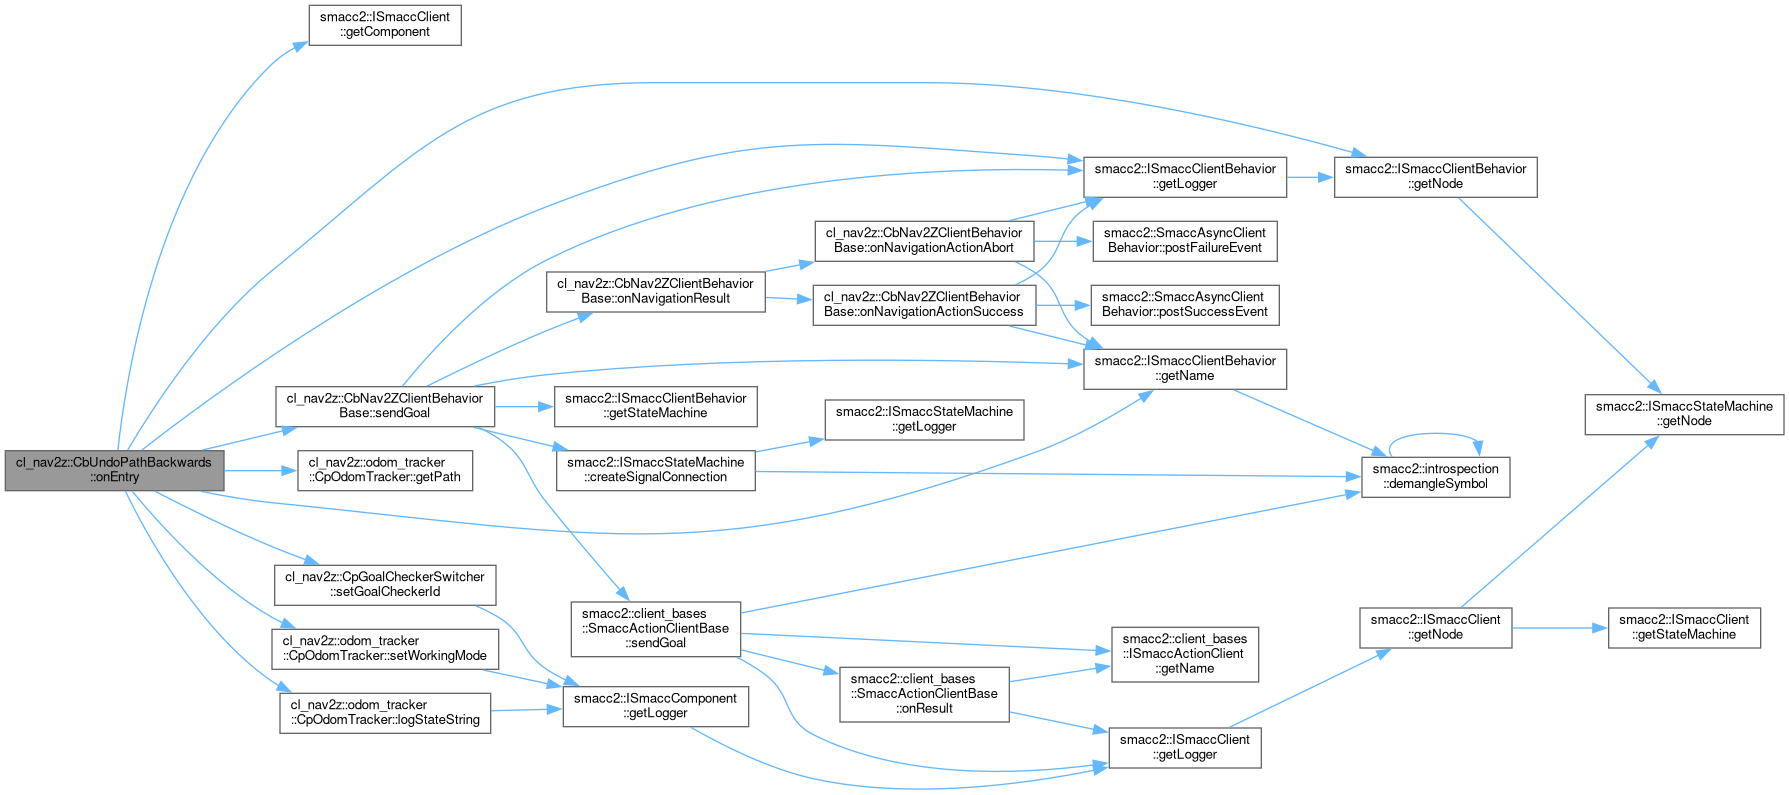 smacc2::ISmaccClient
::getComponent
smacc2::ISmaccClientBehavior
::getLogger
smacc2::ISmaccClientBehavior
::getNode
cl_nav2z::CbNav2ZClientBehavior
Base::onNavigationActionAbort
smacc2::SmaccAsyncClient
Behavior::postFailureEvent
cl_nav2z::CbNav2ZClientBehavior
Base::onNavigationResult
cl_nav2z::CbNav2ZClientBehavior
Base::onNavigationActionSuccess
smacc2::SmaccAsyncClient
Behavior::postSuccessEvent
smacc2::ISmaccClientBehavior
::getName
cl_nav2z::CbNav2ZClientBehavior
Base::sendGoal
smacc2::ISmaccClientBehavior
::getStateMachine
smacc2::ISmaccStateMachine
::getLogger
smacc2::ISmaccStateMachine
::getNode
cl_nav2z::CbUndoPathBackwards
::onEntry
cl_nav2z::odom_tracker
::CpOdomTracker::getPath
smacc2::ISmaccStateMachine
::createSignalConnection
smacc2::introspection
::demangleSymbol
cl_nav2z::CpGoalCheckerSwitcher
::setGoalCheckerId
smacc2::client_bases
::SmaccActionClientBase
::sendGoal
smacc2::ISmaccClient
::getNode
smacc2::ISmaccClient
::getStateMachine
cl_nav2z::odom_tracker
::CpOdomTracker::setWorkingMode
smacc2::client_bases
::ISmaccActionClient
::getName
smacc2::client_bases
::SmaccActionClientBase
::onResult
cl_nav2z::odom_tracker
::CpOdomTracker::logStateString
smacc2::ISmaccComponent
::getLogger
smacc2::ISmaccClient
::getLogger